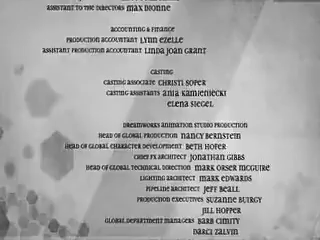 ASSISTANT TO THE DIRECTORS MAX DIONNE
ACCOUNTING & FINANCE
PRODUCTION ACCOUNTANT LYNN EZELLE
ASSISTANT PRODUCTION ACCOUNTANT LINDA JOAN GRANT
CASTING
CASTING ASSOCIATE CHRISTI SOPER
CASTING ASSISTANTS ANIA KAMIENIECKI
ELENA SIEGEL
DREAMWORKS ANIMATION STUDIO PRODUCTION
HEAD OF GLOBAL PRODUCTION NANCY BERNSTEIN
HEAD OF GLOBAL CHARACTER DEVELOPMENT BETH HOFER
CHIEF FX ARCHITECT JONATHAN GIBBS
HEAD OF GLOBAL TECHNICAL DIRECTION MARK ORSER MCGUIRE
LIGHTING ARCHITECT MARK EDWARDS
PIPELINE ARCHITECT JEFF BEALL
PRODUCTION EXECUTIVES SUZANNE BUIRGY
JILL HOPPER
GLOBAL DEPARTMENT MANAGERS BARB CIMITY
DARCI ZALVIN